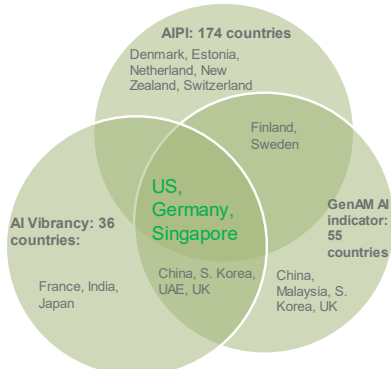 AIPI: 174 countries
Denmark, Estonia,
Netherland, New
Zealand, Switzerland
Finland,
Sweden
US,
Germany,
Singapore
AI Vibrancy: 36
countries:
GenAM AI
indicator:
55
countries
France, India,
Japan
China, S. Korea,
UAE, UK
China,
Malaysia, S.
Korea, UK